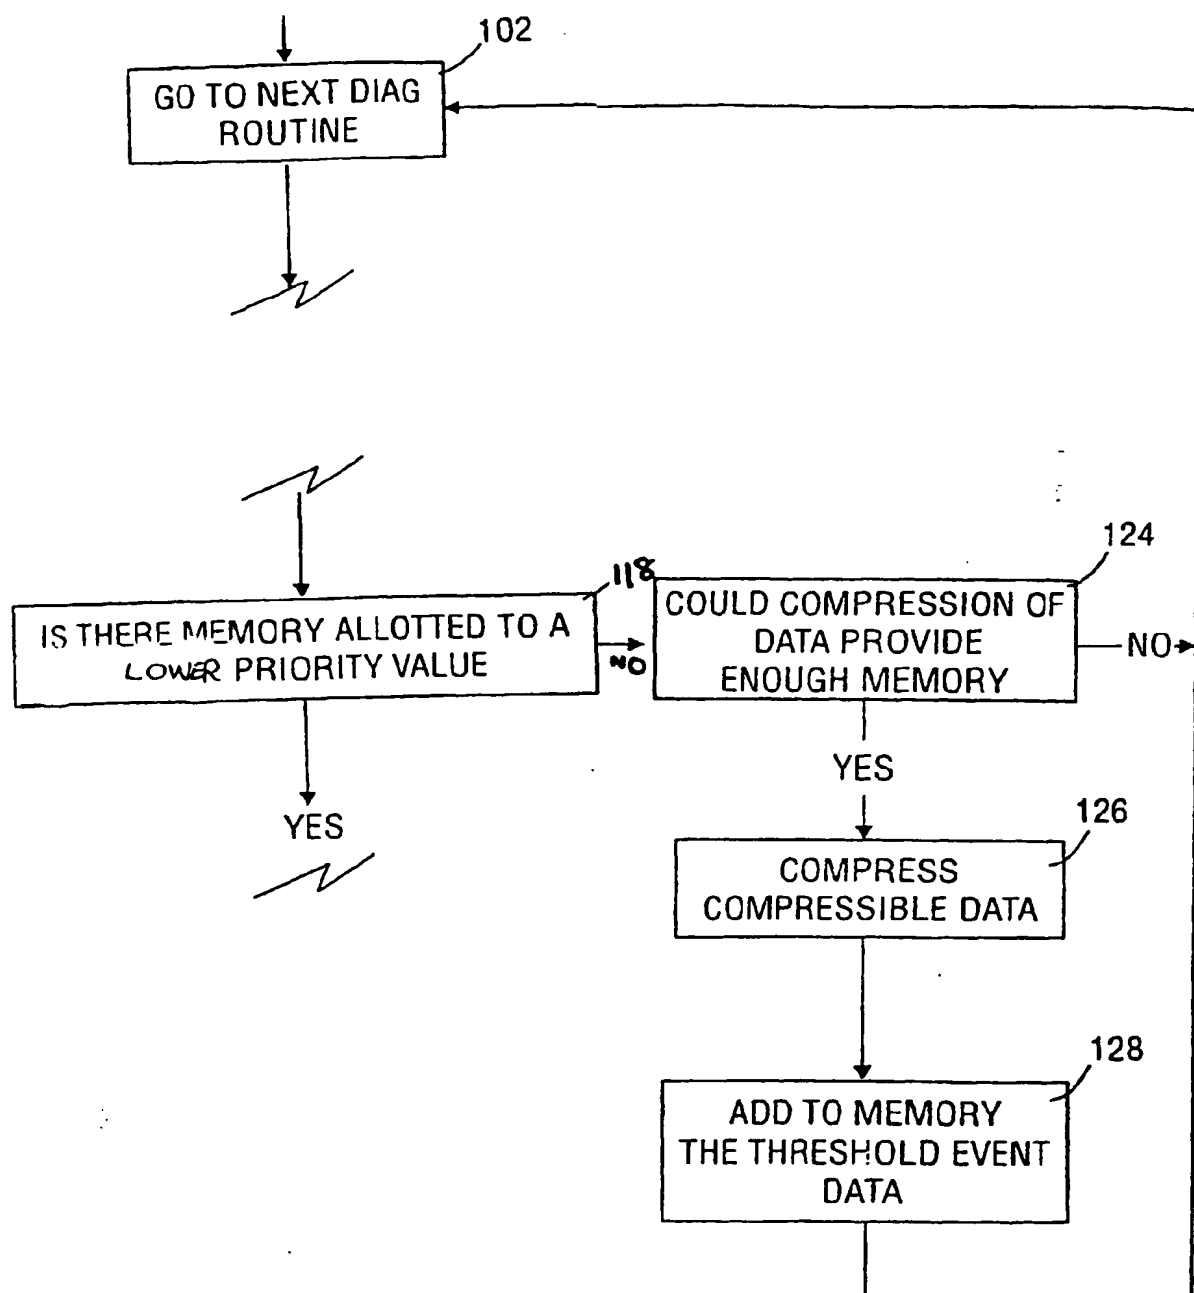 102
GO TO NEXT DIAG
ROUTINE
118
IS THERE MEMORY ALLOTTED TO A
LOWER PRIORITY VALUE
NO
124
COULD COMPRESSION OF
DATA PROVIDE
ENOUGH MEMORY
NO
YES
YES
126
COMPRESS
COMPRESSIBLE DATA
128
ADD TO MEMORY
THE THRESHOLD EVENT
DATA